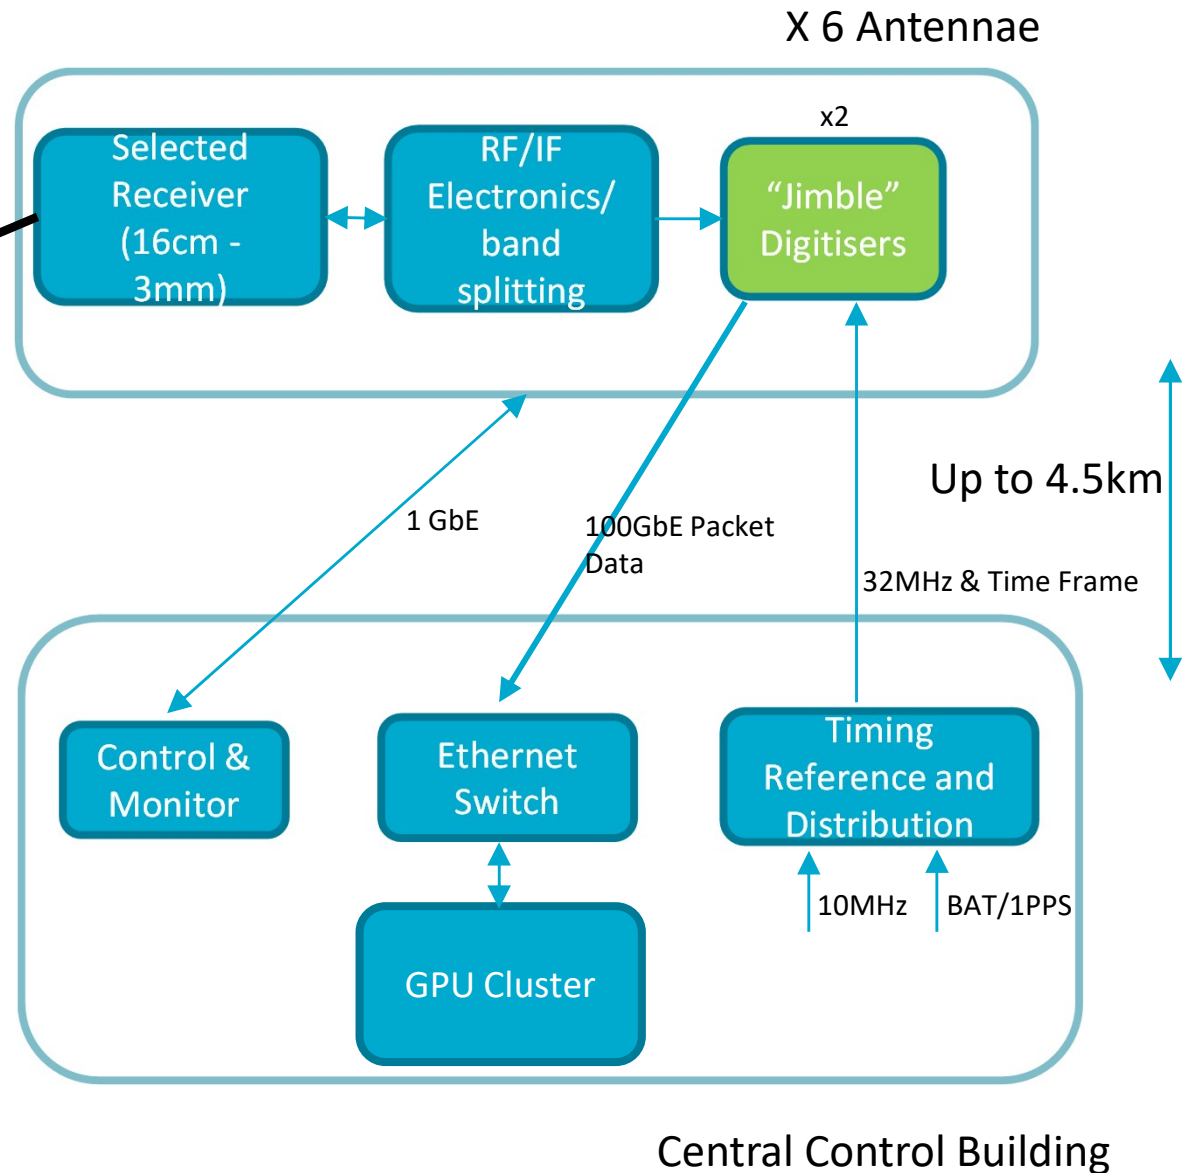 X 6 Antennae
x2
Selected
Receiver
(16cm -
3mm)
RF/IF
Electronics/
band
splitting
“Jimble”
Digitisers
Up to 4.5km
1 GbE
100GbE Packet
Data
32MHz & Time Frame
Control &
Monitor
Ethernet
Switch
Timing
Reference and
Distribution
10MHz
BAT/1PPS
GPU Cluster
Central Control Building